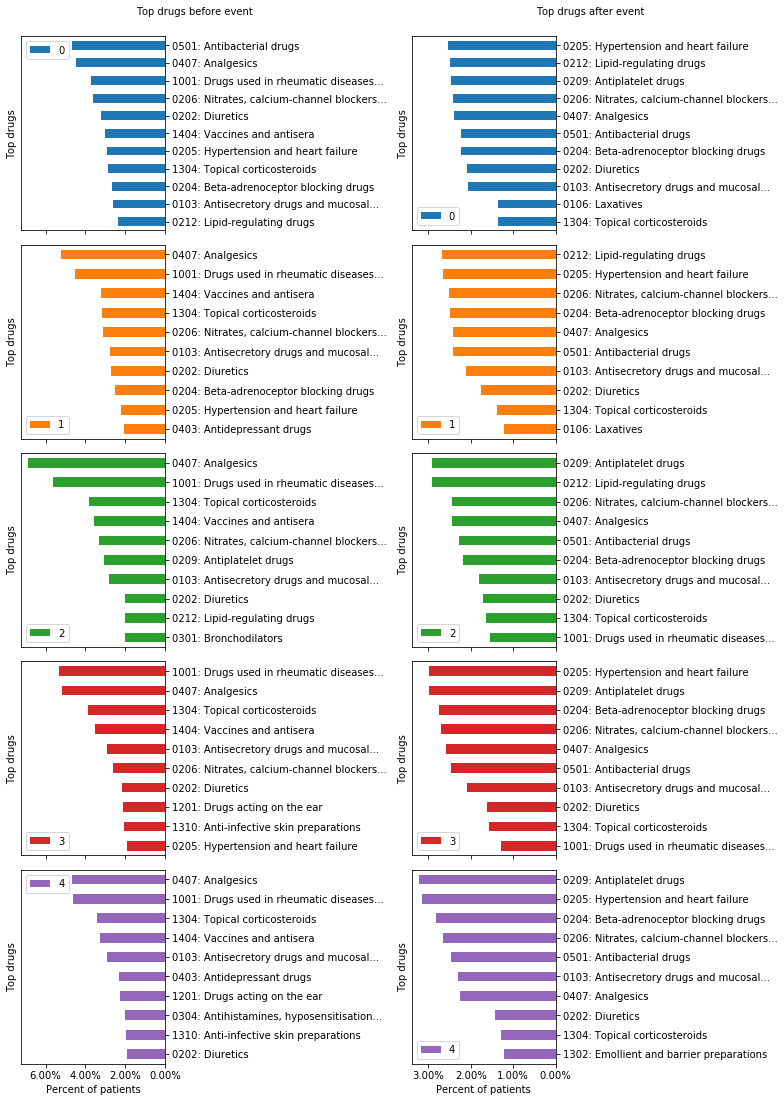 Top drugs before event
Top drugs
0
0501: Antibacterial drugs
0407: Analgesics
1001: Drugs used in rheumatic diseases...
0206: Nitrates, calcium-channel blockers...
0202: Diuretics
1404: Vaccines and antisera
0205: Hypertension and heart failure
1304: Topical corticosteroids
0204: Beta-adrenoceptor blocking drugs
0103: Antisecretory drugs and mucosal...
0212: Lipid-regulating drugs
Top drugs
1
0407: Analgesics
1001: Drugs used in rheumatic diseases...
1404: Vaccines and antisera
1304: Topical corticosteroids
0206: Nitrates, calcium-channel blockers...
0103: Antisecretory drugs and mucosal...
0202: Diuretics
0204: Beta-adrenoceptor blocking drugs
0205: Hypertension and heart failure
0403: Antidepressant drugs
Top drugs
2
0407: Analgesics
1001: Drugs used in rheumatic diseases...
1304: Topical corticosteroids
1404: Vaccines and antisera
0206: Nitrates, calcium-channel blockers...
0209: Antiplatelet drugs
0103: Antisecretory drugs and mucosal...
0202: Diuretics
0212: Lipid-regulating drugs
0301: Bronchodilators
Top drugs
3
1001: Drugs used in rheumatic diseases...
0407: Analgesics
1304: Topical corticosteroids
1404: Vaccines and antisera
0103: Antisecretory drugs and mucosal...
0206: Nitrates, calcium-channel blockers...
0202: Diuretics
1201: Drugs acting on the ear
1310: Anti-infective skin preparations
0205: Hypertension and heart failure
Top drugs
4
0407: Analgesics
1001: Drugs used in rheumatic diseases...
1304: Topical corticosteroids
1404: Vaccines and antisera
0103: Antisecretory drugs and mucosal...
0403: Antidepressant drugs
1201: Drugs acting on the ear
0304: Antihistamines, hyposensitisation...
1310: Anti-infective skin preparations
0202: Diuretics
6.00% 4.00% 2.00% 0.00%
Percent of patients
Top drugs after event
Top drugs
0
0205: Hypertension and heart failure
0212: Lipid-regulating drugs
0209: Antiplatelet drugs
0206: Nitrates, calcium-channel blockers...
0407: Analgesics
0501: Antibacterial drugs
0204: Beta-adrenoceptor blocking drugs
0202: Diuretics
0103: Antisecretory drugs and mucosal...
0106: Laxatives
1304: Topical corticosteroids
Top drugs
1
0212: Lipid-regulating drugs
0205: Hypertension and heart failure
0206: Nitrates, calcium-channel blockers...
0204: Beta-adrenoceptor blocking drugs
0407: Analgesics
0501: Antibacterial drugs
0103: Antisecretory drugs and mucosal...
0202: Diuretics
1304: Topical corticosteroids
0106: Laxatives
Top drugs
2
0209: Antiplatelet drugs
0212: Lipid-regulating drugs
0206: Nitrates, calcium-channel blockers...
0407: Analgesics
0501: Antibacterial drugs
0204: Beta-adrenoceptor blocking drugs
0103: Antisecretory drugs and mucosal...
0202: Diuretics
1304: Topical corticosteroids
1001: Drugs used in rheumatic diseases...
Top drugs
3
0205: Hypertension and heart failure
0209: Antiplatelet drugs
0204: Beta-adrenoceptor blocking drugs
0206: Nitrates, calcium-channel blockers...
0407: Analgesics
0501: Antibacterial drugs
0103: Antisecretory drugs and mucosal...
0202: Diuretics
1304: Topical corticosteroids
1001: Drugs used in rheumatic diseases...
Top drugs
4
0209: Antiplatelet drugs
0205: Hypertension and heart failure
0204: Beta-adrenoceptor blocking drugs
0206: Nitrates, calcium-channel blockers...
0501: Antibacterial drugs
0103: Antisecretory drugs and mucosal...
0407: Analgesics
0202: Diuretics
1304: Topical corticosteroids
1302: Emollient and barrier preparations
3.00% 2.00% 1.00% 0.00%
Percent of patients